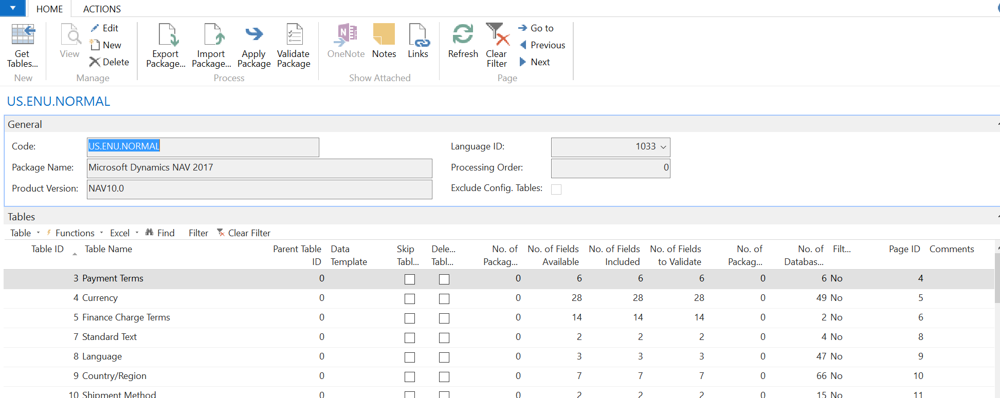 HOME ACTIONS
Get Tables...
View
Edit
New
Delete
Export Package...
Import Package...
Apply Package
Validate Package
OneNote
Notes
Links
Refresh
Clear Filter
Go to
Previous
Next
New Manage Process Show Attached Page
US.ENU.NORMAL
General
Code: US.ENU.NORMAL Language ID: 1033
Package Name: Microsoft Dynamics NAV 2017 Processing Order: 0
Product Version: NAV10.0 Exclude Config. Tables:
Tables
Table Functions Excel Find Filter Clear Filter
Table ID Table Name Parent Table ID Data Template Skip Tabl... Dele... Tabl... No. of Packag... No. of Fields Available No. of Fields Included No. of Fields to Validate No. of Packag... No. of Databas... Filt... Page ID Comments
3 Payment Terms 0 0 6 6 6 0 6 No 4
4 Currency 0 0 28 28 28 0 49 No 5
5 Finance Charge Terms 0 0 14 14 14 0 2 No 6
7 Standard Text 0 0 2 2 2 0 4 No 8
8 Language 0 0 3 3 3 0 47 No 9
9 Country/Region 0 0 7 7 7 0 66 No 10
10 Shipment Method 0 0 2 2 2 0 15 No 11